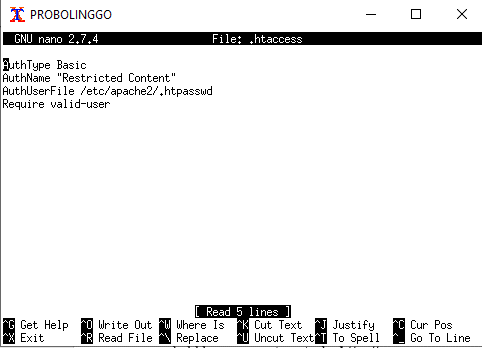 PROBOLINGGO
GNU nano 2.7.4 File: .htaccess
AuthType Basic
AuthName "Restricted Content"
AuthUserFile /etc/apache2/.htpasswd
Require valid-user
[ Read 5 lines ]
^G Get Help ^O Write Out ^W Where Is ^K Cut Text ^J Justify ^C Cur Pos
^X Exit ^R Read File ^\ Replace ^U Uncut Text ^T To Spell ^_ Go To Line